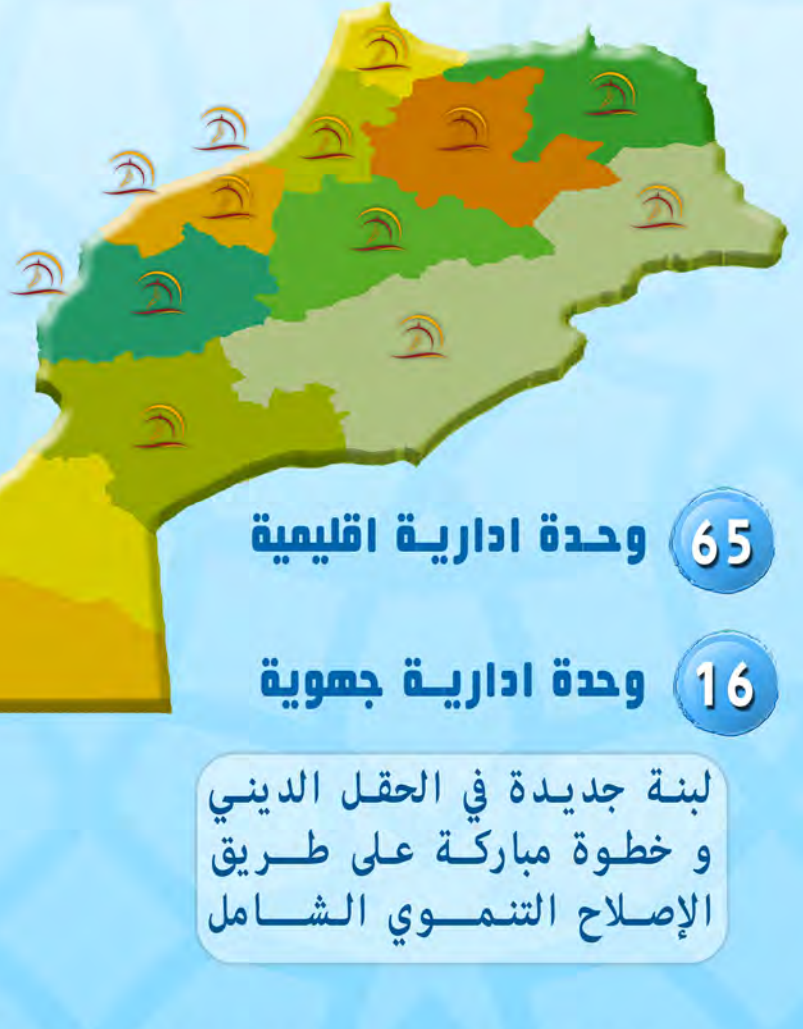 65 وحدة ادارية اقليمية
16 وحدة ادارية جهوية
لبنة جديدة في الحقل الديني
و خطوة مباركة على طريق
الإصلاح التنموي الشامل